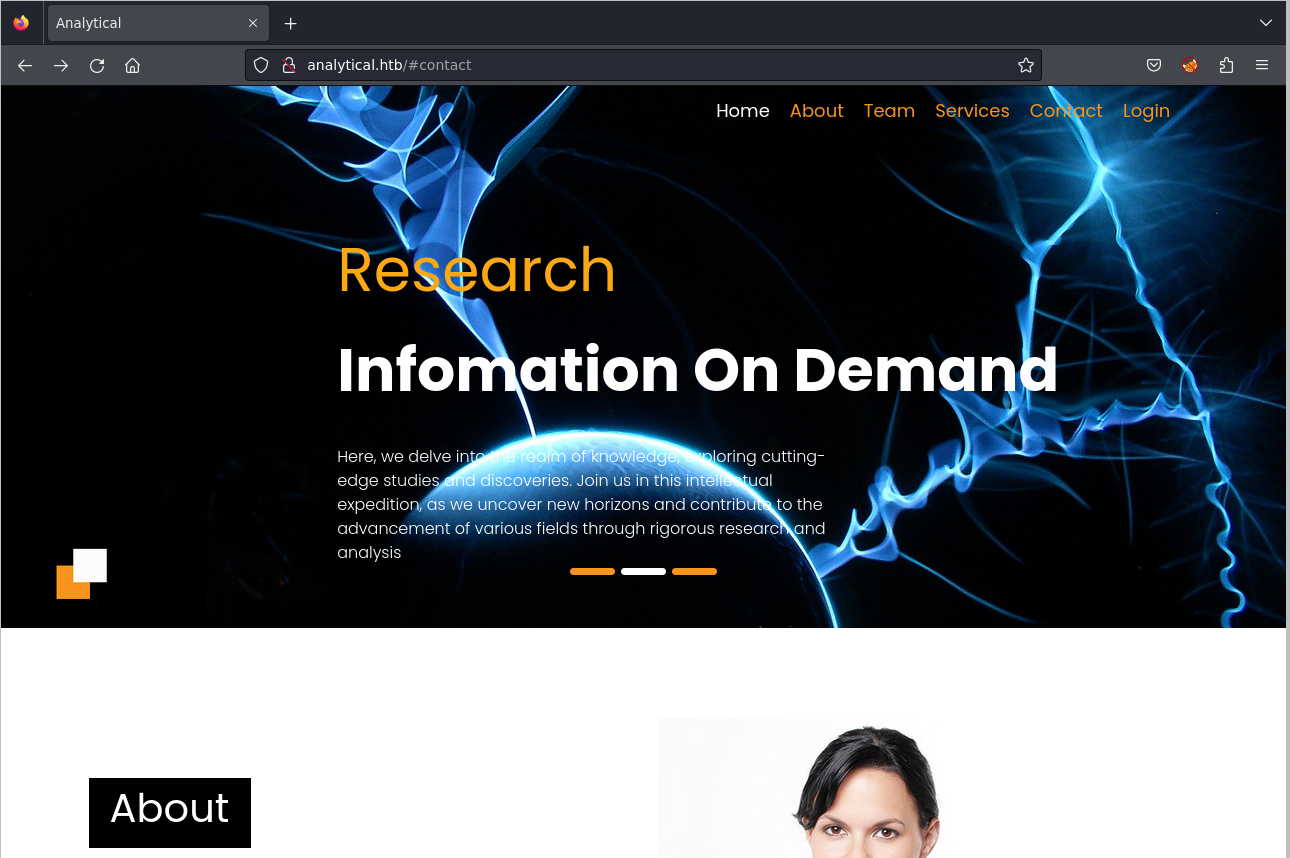 Analytical
analytical.htb/#contact
Home About Team Services Contact Login
Research
Infomation On Demand
Here, we delve into the realm of knowledge, exploring cutting-
edge studies and discoveries. Join us in this intellectual
expedition, as we uncover new horizons and contribute to the
advancement of various fields through rigorous research and
analysis
About